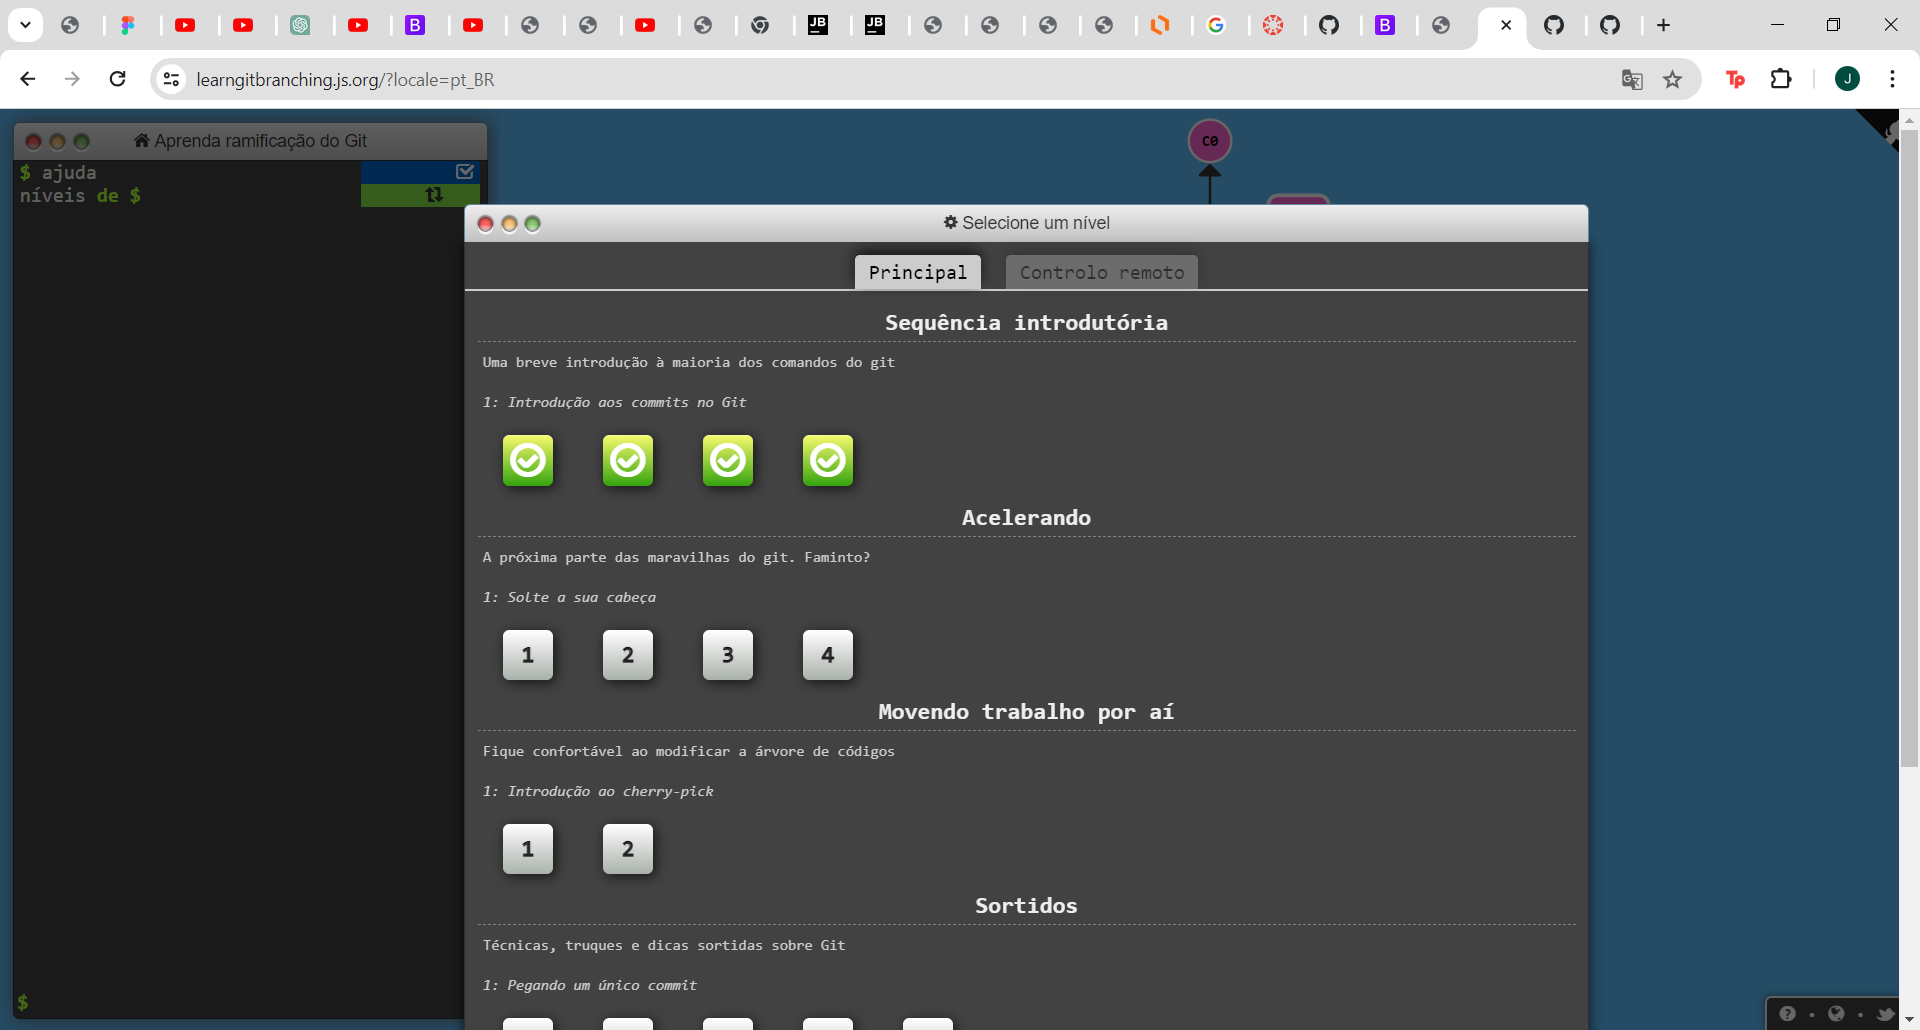 B
JB
JB
G
B
learngitbranching.js.org/?locale=pt_BR
Tp
J
Aprenda ramificação do Git
$ ajuda
níveis de $
C0
Selecione um nível
Principal
Controlo remoto
Sequência introdutória
Uma breve introdução à maioria dos comandos do git
1: Introdução aos commits no Git
Acelerando
A próxima parte das maravilhas do git. Faminto?
1: Solte a sua cabeça
1 2 3 4
Movendo trabalho por aí
Fique confortável ao modificar a árvore de códigos
1: Introdução ao cherry-pick
1 2
Sortidos
Técnicas, truques e dicas sortidas sobre Git
1: Pegando um único commit
$
?